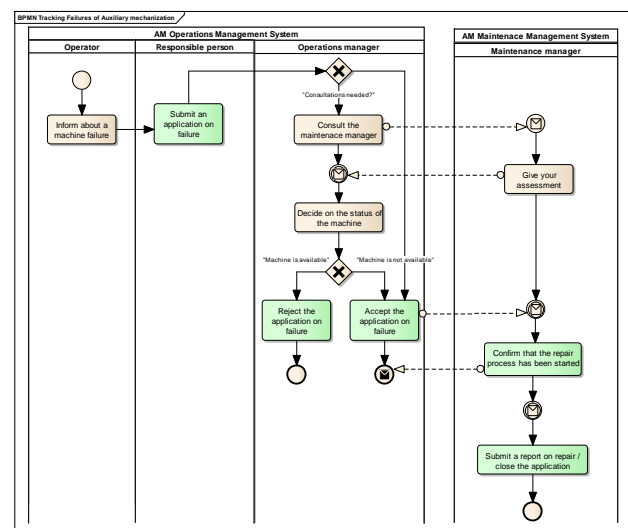 BPMN Tracking Failures of Auxiliary mechanization
AM Operations Management System
Operator
Responsible person
Operations manager
AM Maintenace Management System
Maintenance manager
Inform about a
machine failure
Submit an
application on
failure
"Consultations needed?"
Consult the
maintenace manager
Give your
assessment
Decide on the status of
the machine
"Machine is available"
"Machine is not available"
Reject the
application on
failure
Accept the
application on
failure
Confirm that the repair
process has been started
Submit a report on repair /
close the application